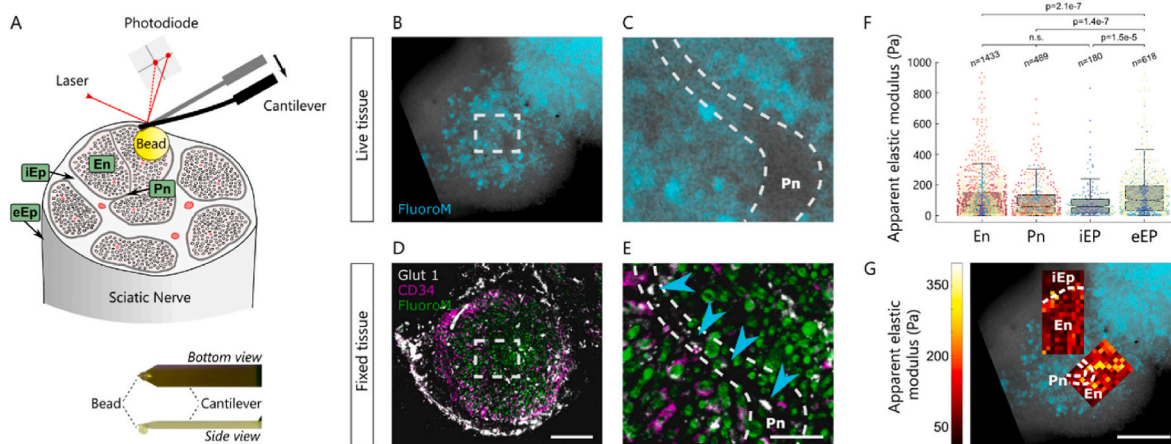 A
Photodiode
Laser
Cantilever
Bead
En
iEp
Pn
eEp
Sciatic Nerve
Bottom view
Bead
Cantilever
Side view
Live tissue
Fixed tissue
B
FluoroM
C
Pn
D
Glut 1
CD34
FluoroM
E
Pn
F
p=2.1e-7
p=1.4e-7
n.s.
p=1.5e-5
n=1433
n=489
n=180
n=618
Apparent elastic modulus (Pa)
1000
800
600
400
200
0
En
Pn
iEP
eEP
G
Apparent elastic
modulus (Pa)
350
200
50
iEp
En
Pn
En